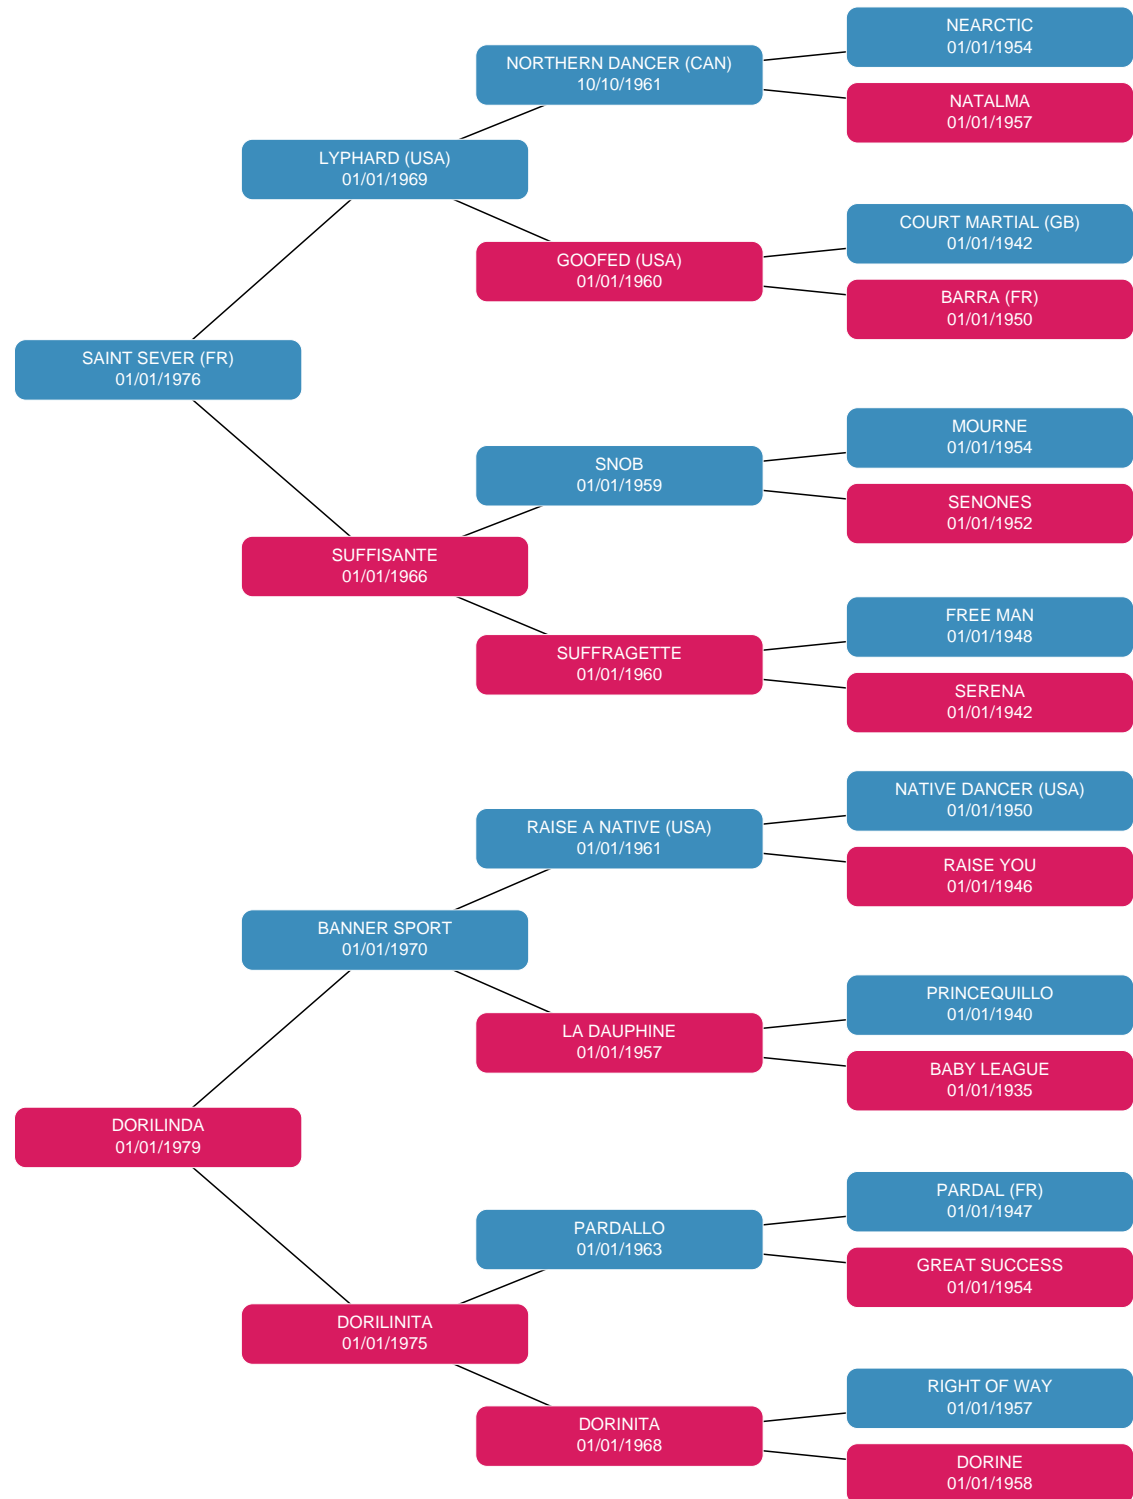 NEARCTIC
01/01/1954
NORTHERN DANCER (CAN)
10/10/1961
NATALMA
01/01/1957
LYPHARD (USA)
01/01/1969
COURT MARTIAL (GB)
01/01/1942
GOOFED (USA)
01/01/1960
BARRA (FR)
01/01/1950
SAINT SEVER (FR)
01/01/1976
MOURNE
01/01/1954
SNOB
01/01/1959
SENONES
01/01/1952
SUFFISANTE
01/01/1966
FREE MAN
01/01/1948
SUFFRAGETTE
01/01/1960
SERENA
01/01/1942
NATIVE DANCER (USA)
01/01/1950
RAISE A NATIVE (USA)
01/01/1961
RAISE YOU
01/01/1946
BANNER SPORT
01/01/1970
PRINCEQUILLO
01/01/1940
LA DAUPHINE
01/01/1957
BABY LEAGUE
01/01/1935
DORILINDA
01/01/1979
PARDAL (FR)
01/01/1947
PARDALLO
01/01/1963
GREAT SUCCESS
01/01/1954
DORILINITA
01/01/1975
RIGHT OF WAY
01/01/1957
DORINITA
01/01/1968
DORINE
01/01/1958